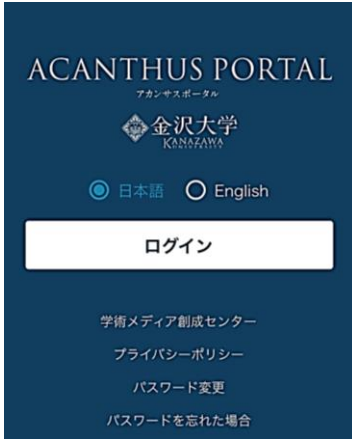 ACANTHUS PORTAL
アカンサスポータル
金沢大学
KANAZAWA
UNIVERSITY
日本語 English
ログイン
学術メディア創成センター
プライバシーポリシー
パスワード変更
パスワードを忘れた場合